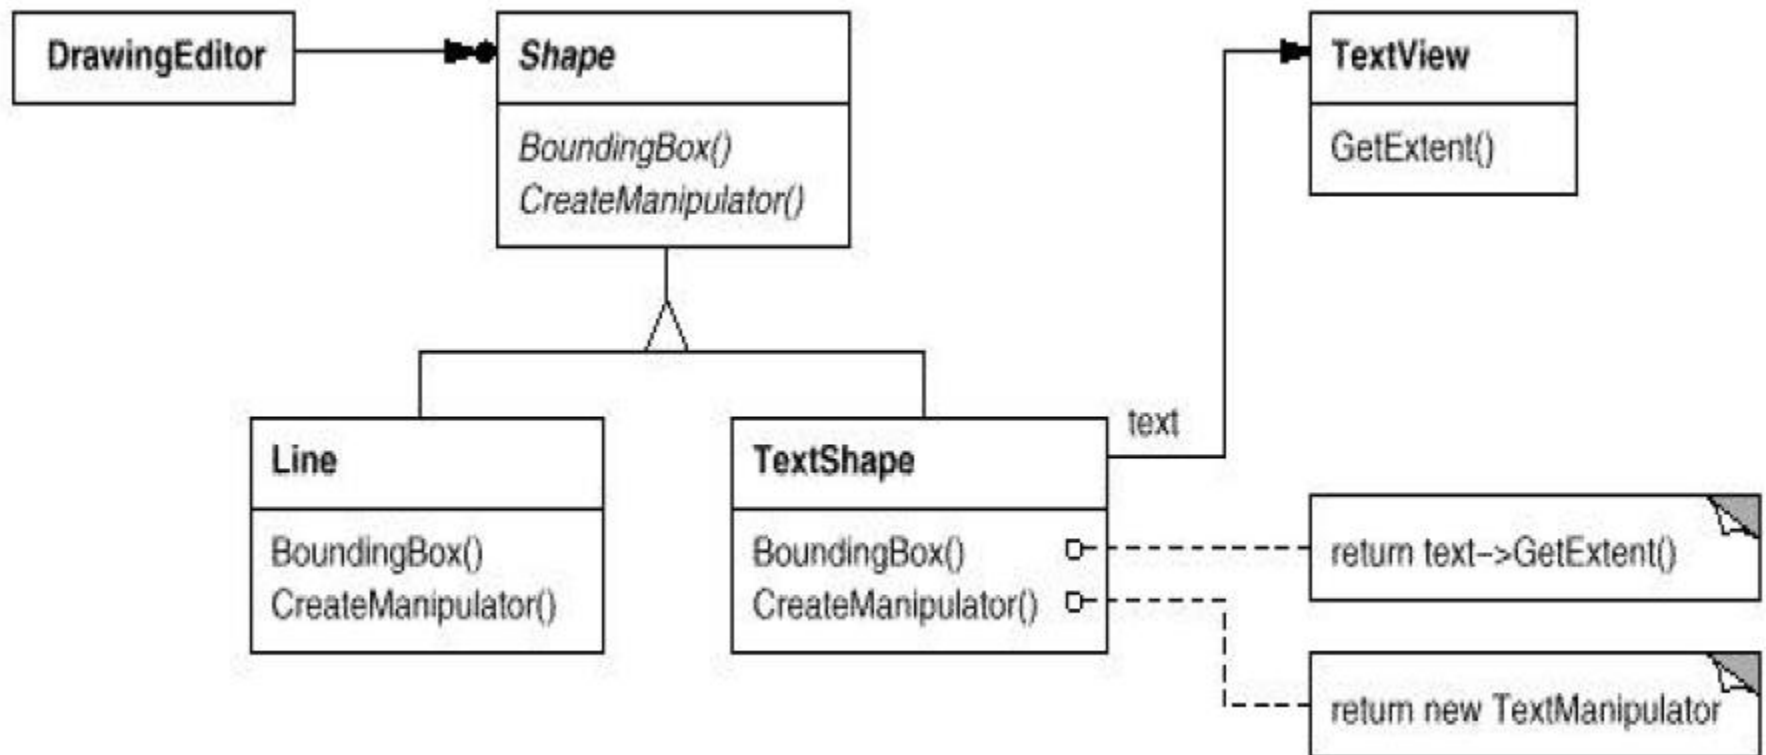 DrawingEditor
Shape
BoundingBox()
CreateManipulator()
TextView
GetExtent()
Line
BoundingBox()
CreateManipulator()
text
TextShape
BoundingBox()
CreateManipulator()
return text->GetExtent()
return new TextManipulator